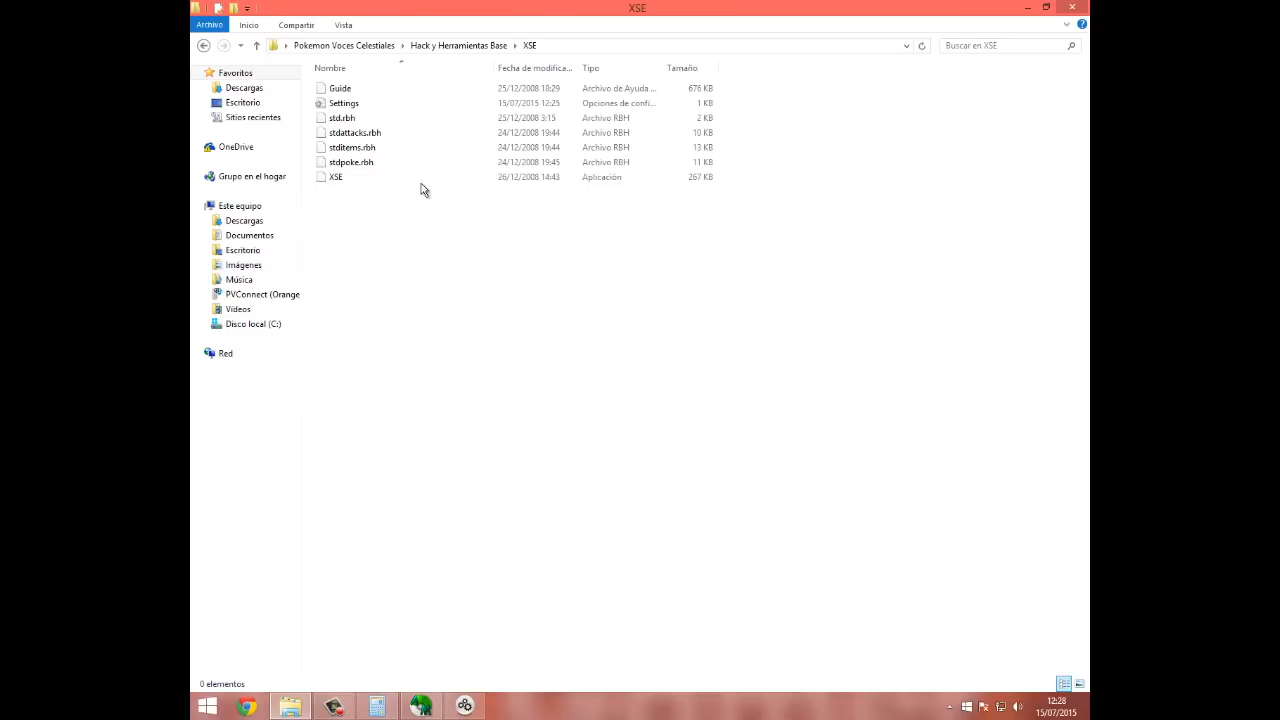 XSE
Archivo Inicio Compartir Vista
Pokemon Voces Celestiales Hack y Herramientas Base XSE Buscar en XSE
Nombre Fecha de modifica... Tipo Tamaño
Favoritos
Descargas
Escritorio
Sitios recientes
OneDrive
Grupo en el hogar
Este equipo
Descargas
Documentos
Escritorio
Imágenes
Música
PVConnect (Orange
Vídeos
Disco local (C:)
Red
Guide 25/12/2008 18:29 Archivo de Ayuda ... 676 KB
Settings 15/07/2015 12:25 Opciones de confi... 1 KB
std.rbh 25/12/2008 3:15 Archivo RBH 2 KB
stdattacks.rbh 24/12/2008 19:44 Archivo RBH 10 KB
stditems.rbh 24/12/2008 19:44 Archivo RBH 13 KB
stdpoke.rbh 24/12/2008 19:45 Archivo RBH 11 KB
XSE 26/12/2008 14:43 Aplicación 267 KB
0 elementos
12:28
15/07/2015